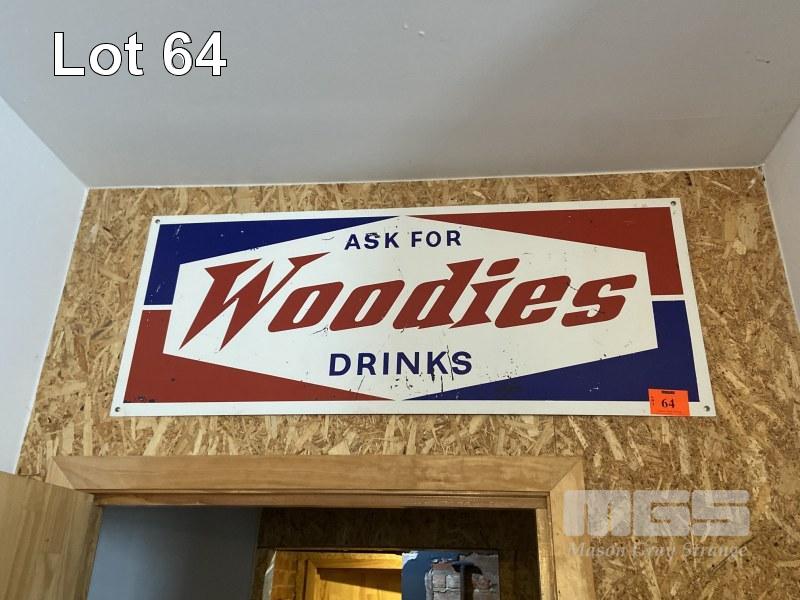 Lot 64
ASK FOR
Woodies
DRINKS
64
MGS
Mason Gray Strange